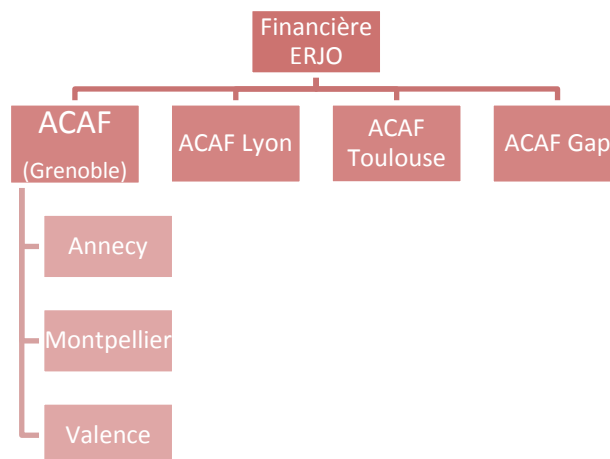 Financière
ERJO
ACAF
(Grenoble)
ACAF Lyon
ACAF
Toulouse
ACAF Gap
Annecy
Montpellier
Valence